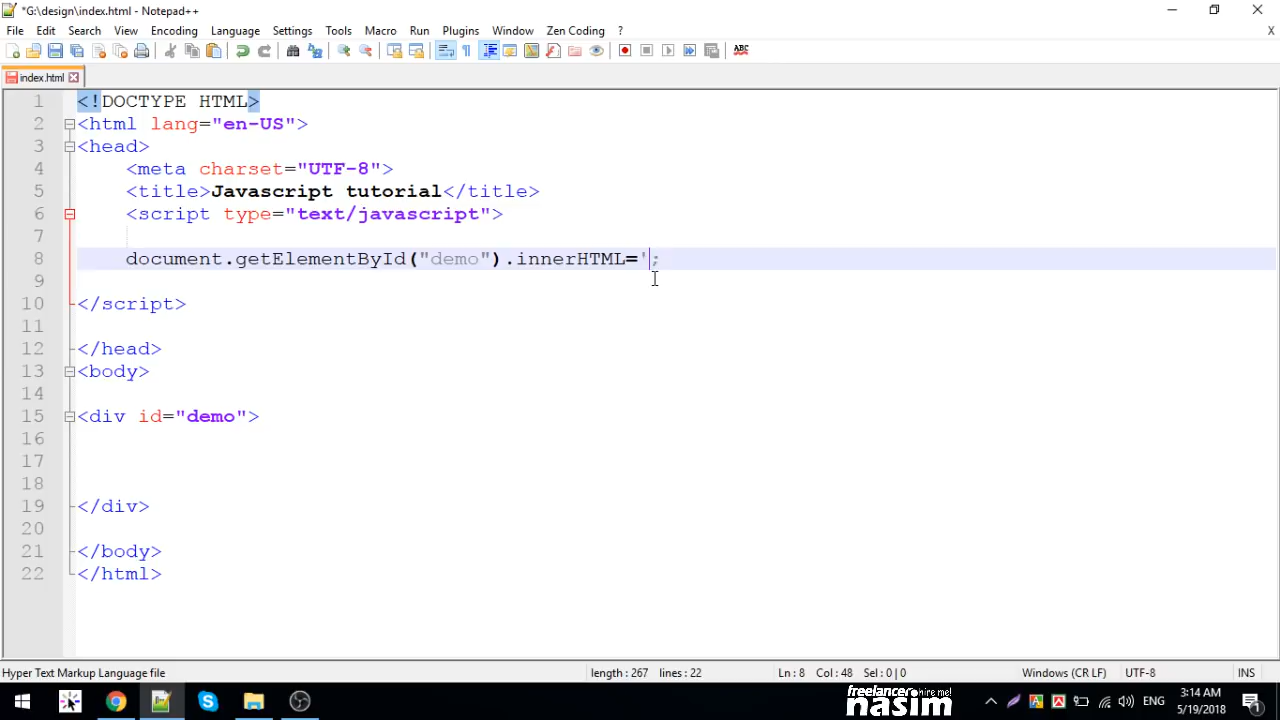 *G:\design\index.html - Notepad++
File Edit Search View Encoding Language Settings Tools Macro Run Plugins Window Zen Coding ? X
ABC
index.html
1 <!DOCTYPE HTML>
2 <html lang="en-US">
3 <head>
4 <meta charset="UTF-8">
5 <title>Javascript tutorial</title>
6 <script type="text/javascript">
7
8 document.getElementById("demo").innerHTML=';
9
10 </script>
11
12 </head>
13 <body>
14
15 <div id="demo">
16
17
18
19 </div>
20
21 </body>
22 </html>
Hyper Text Markup Language file length : 267 lines : 22 Ln : 8 Col : 48 Sel : 0 | 0 Windows (CR LF) UTF-8 INS
freelancer hire me!
nasim
ENG 3:14 AM
5/19/2018